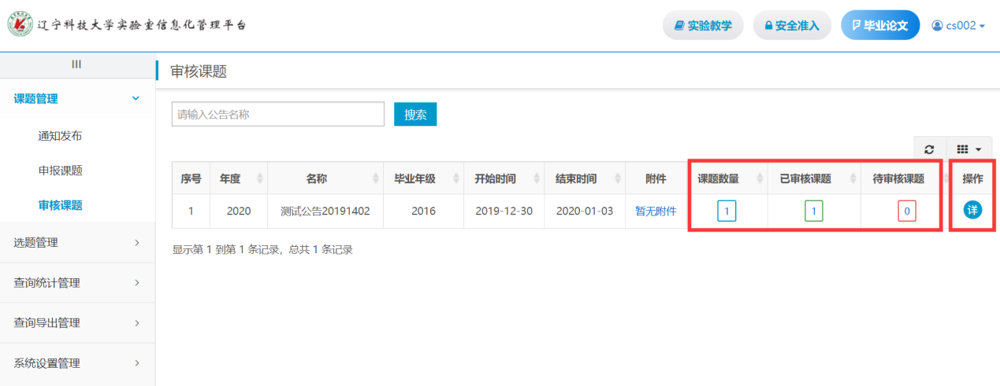 辽宁科技大学实验室信息化管理平台
实验教学 安全准入 毕业论文 cs002
审核课题
课题管理
通知发布
申报课题
审核课题
选题管理
查询统计管理
查询导出管理
系统设置管理
请输入公告名称 搜索
序号 年度 名称 毕业年级 开始时间 结束时间 附件 课题数量 已审核课题 待审核课题 操作
1 2020 测试公告20191402 2016 2019-12-30 2020-01-03 暂无附件 1 1 0 详
显示第 1 到第 1 条记录，总共 1 条记录